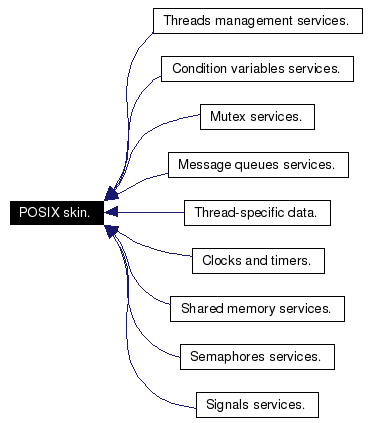 Threads management services.
Condition variables services.
Mutex services.
Message queues services.
POSIX skin.
Thread-specific data.
Clocks and timers.
Shared memory services.
Semaphores services.
Signals services.